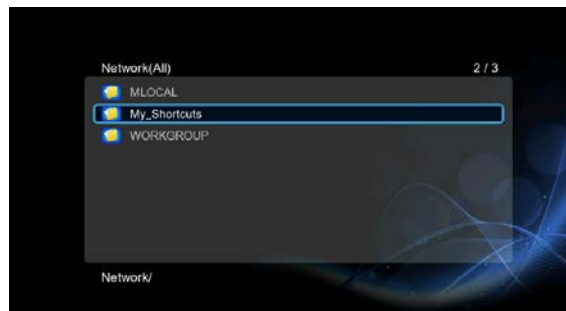 Network(All) 2 / 3
MLOCAL
My_Shortcuts
WORKGROUP
Network/